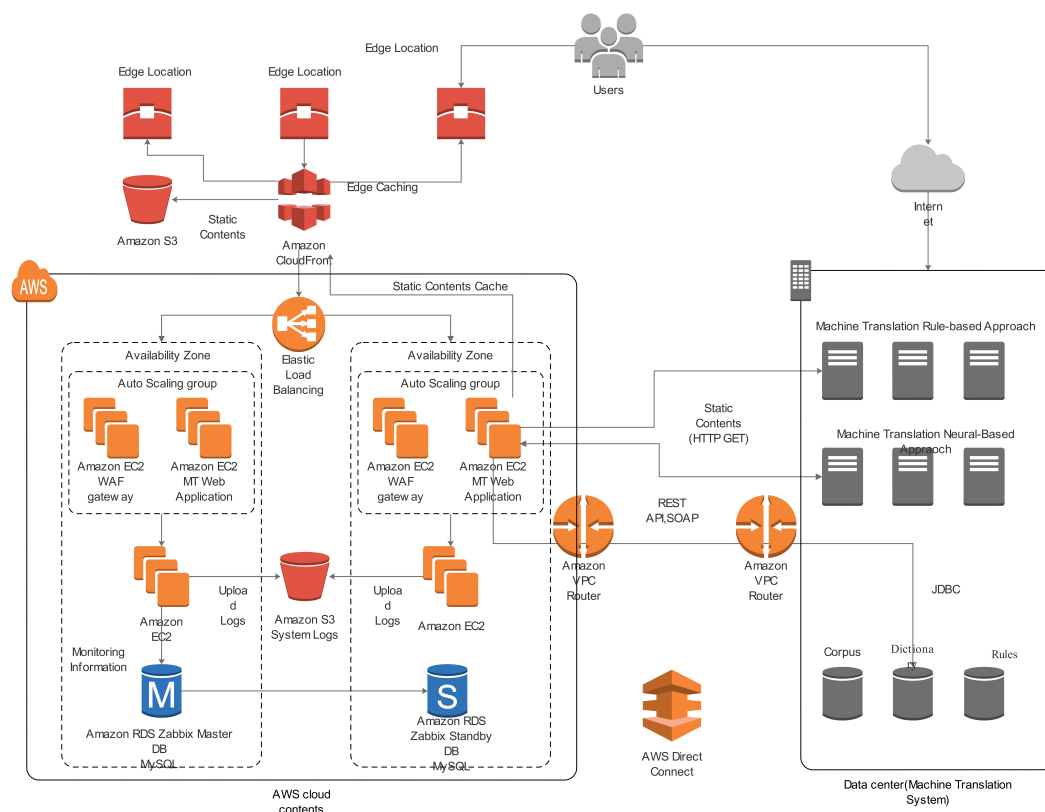 Edge Location
Users
Edge Location
Edge Location
Edge Caching
Amazon S3
Static
Contents
Amazon
CloudFron
Intern
et
AWS
Static Contents Cache
Elastic
Load
Balancing
Availability Zone
Auto Scaling group
Amazon EC2
WAF
gatew ay
Amazon EC2
MT Web
Application
Availability Zone
Auto Scaling group
Amazon EC2
WAF
gatew ay
Amazon EC2
MT Web
Application
Machine Translation Rule-based Approach
Static
Contents
(HTTP GET)
Machine Translation Neural-Based
Appraoch
REST
API,SOAP
Amazon
VPC
Router
Amazon
VPC
Router
JDBC
Amazon
EC2
Uploa
d
Logs
Amazon S3
System Logs
Uploa
d
Logs
Amazon EC2
Monitoring
Information
M
S
Amazon RDS Zabbix Master
DB
MySQL
Amazon RDS
Zabbix Standby
DB
MySQL
Corpus
Dictiona
ry
Rules
AWS Direct
Connect
AWS cloud
contents
Data center(Machine Translation
System)